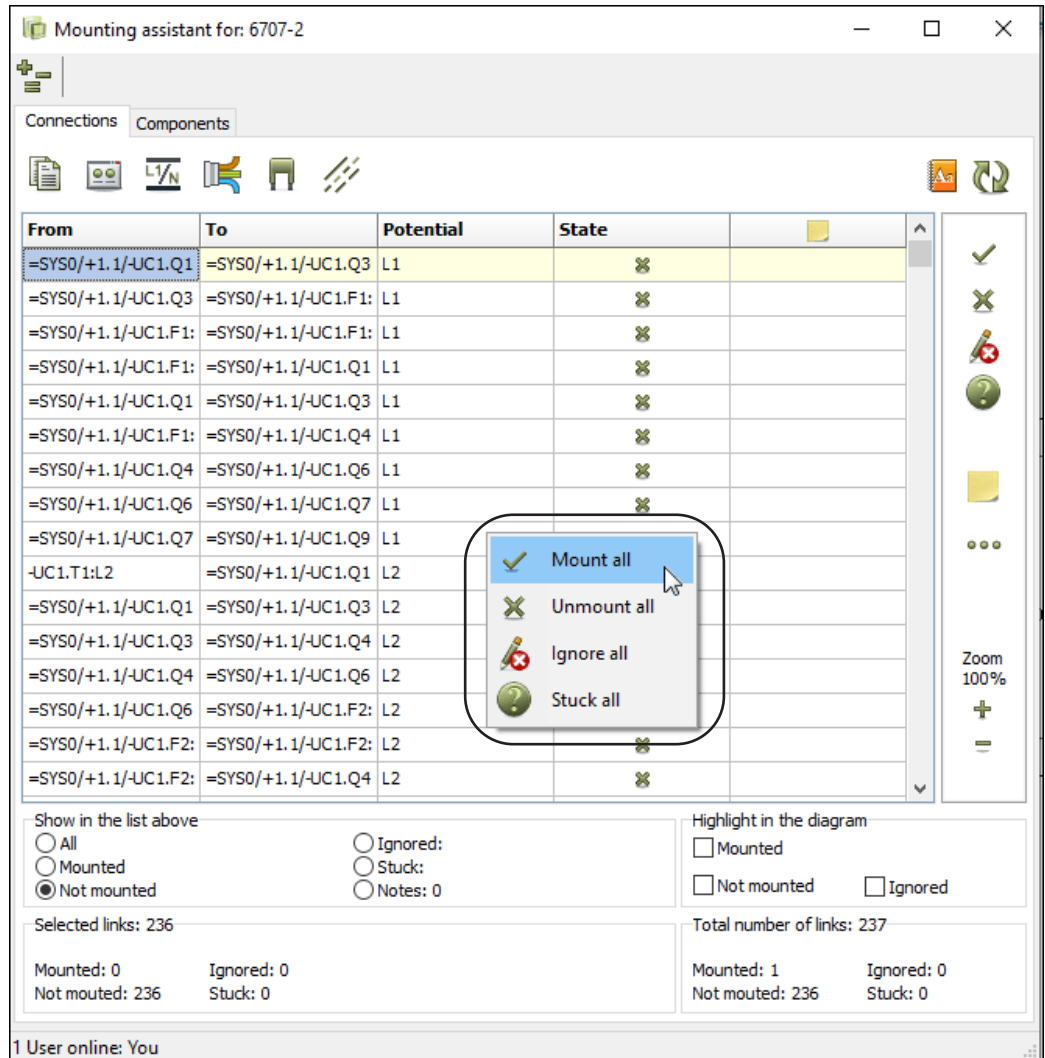 Mounting assistant for: 6707-2
Connections Components
L1/N Aa
From To Potential State
=SYS0/+1.1/-UC1.Q1 =SYS0/+1.1/-UC1.Q3 L1
=SYS0/+1.1/-UC1.Q3 =SYS0/+1.1/-UC1.F1: L1
=SYS0/+1.1/-UC1.F1: =SYS0/+1.1/-UC1.F1: L1
=SYS0/+1.1/-UC1.F1: =SYS0/+1.1/-UC1.Q1 L1
=SYS0/+1.1/-UC1.Q1 =SYS0/+1.1/-UC1.Q3 L1
=SYS0/+1.1/-UC1.F1: =SYS0/+1.1/-UC1.Q4 L1
=SYS0/+1.1/-UC1.Q4 =SYS0/+1.1/-UC1.Q6 L1
=SYS0/+1.1/-UC1.Q6 =SYS0/+1.1/-UC1.Q7 L1
=SYS0/+1.1/-UC1.Q7 =SYS0/+1.1/-UC1.Q9 L1
-UC1.T1:L2 =SYS0/+1.1/-UC1.Q1 L2
=SYS0/+1.1/-UC1.Q1 =SYS0/+1.1/-UC1.Q3 L2
=SYS0/+1.1/-UC1.Q3 =SYS0/+1.1/-UC1.Q4 L2
=SYS0/+1.1/-UC1.Q4 =SYS0/+1.1/-UC1.Q6 L2
=SYS0/+1.1/-UC1.Q6 =SYS0/+1.1/-UC1.F2: L2
=SYS0/+1.1/-UC1.F2: =SYS0/+1.1/-UC1.F2: L2
=SYS0/+1.1/-UC1.F2: =SYS0/+1.1/-UC1.Q4 L2
Mount all
Unmount all
Ignore all
Stuck all
Zoom
100%
Show in the list above
All Ignored:
Mounted Stuck:
Not mounted Notes: 0
Highlight in the diagram
Mounted
Not mounted Ignored
Selected links: 236
Mounted: 0 Ignored: 0
Not mouted: 236 Stuck: 0
Total number of links: 237
Mounted: 1 Ignored: 0
Not mouted: 236 Stuck: 0
1 User online: You